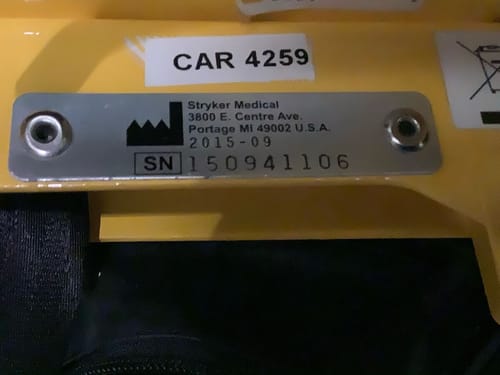 CAR 4259
Stryker Medical
3800 E. Centre Ave.
Portage MI 49002 U.S.A.
2015-09
SN 150941106